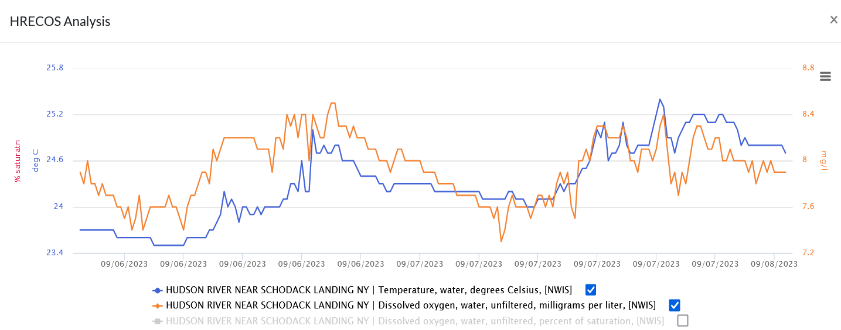 HRECOS Analysis
×
25.8
8.8
25.2
8.4
24.6
8
24
7.6
23.4
7.2
% saturatn
deg C
mg/l
09/06/2023 09/06/2023 09/06/2023 09/06/2023 09/06/2023 09/07/2023 09/07/2023 09/07/2023 09/07/2023 09/07/2023 09/07/2023 09/08/2023
HUDSON RIVER NEAR SCHODACK LANDING NY | Temperature, water, degrees Celsius, [NWIS]
HUDSON RIVER NEAR SCHODACK LANDING NY | Dissolved oxygen, water, unfiltered, milligrams per liter, [NWIS]
HUDSON RIVER NEAR SCHODACK LANDING NY | Dissolved oxygen, water, unfiltered, percent of saturation, [NWIS]